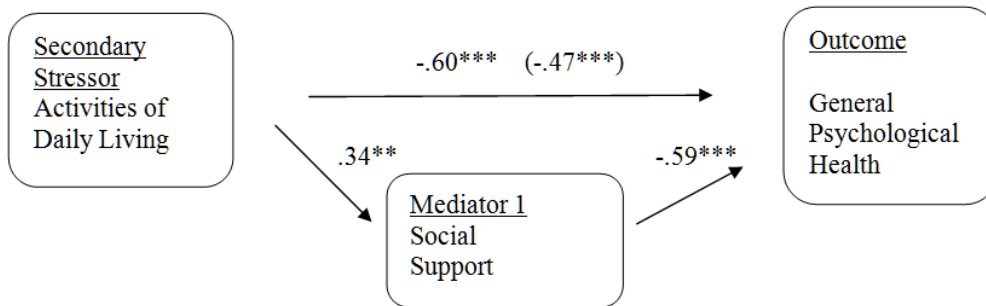 Secondary
Stressor
Activities of
Daily Living
-.60*** (-.47***)
Outcome
General
Psychological
Health
.34**
-.59***
Mediator 1
Social
Support